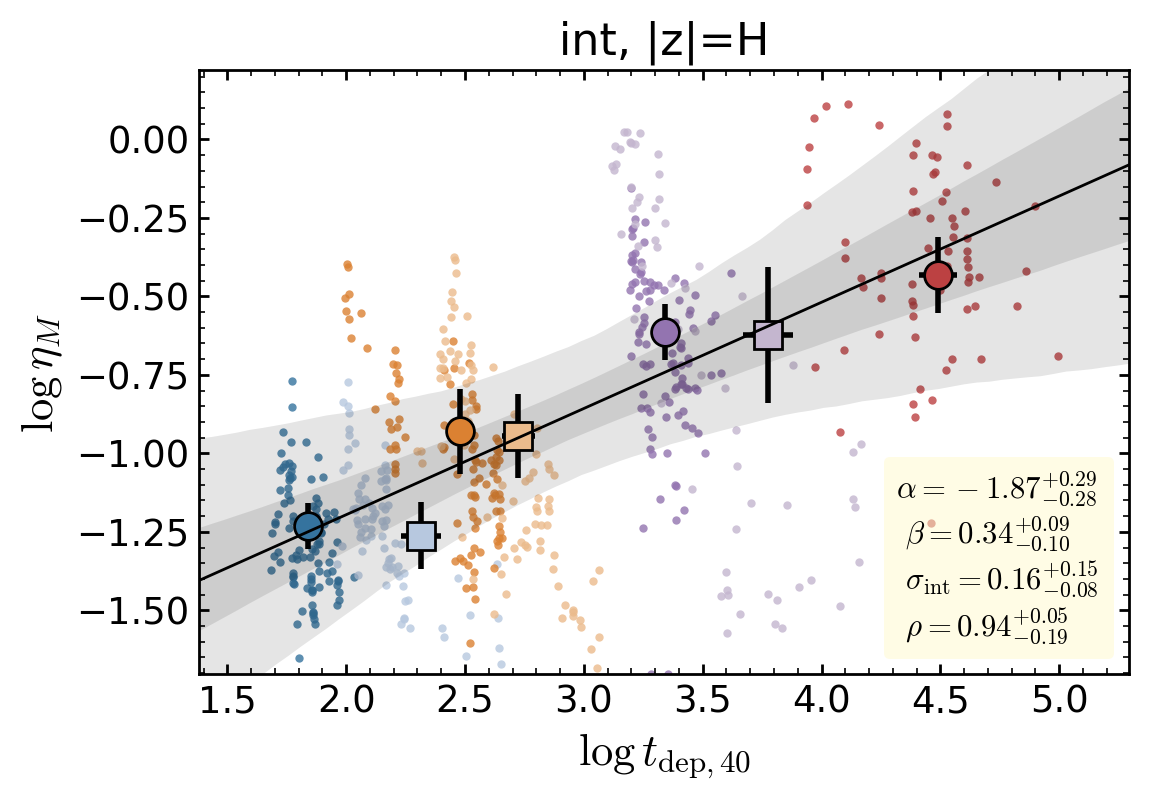 int, |z|=H
log η_M
0.00
−0.25
−0.50
−0.75
−1.00
−1.25
−1.50
α = −1.87^{+0.29}_{−0.28}
β = 0.34^{+0.09}_{−0.10}
σ_int = 0.16^{+0.15}_{−0.08}
ρ = 0.94^{+0.05}_{−0.19}
1.5 2.0 2.5 3.0 3.5 4.0 4.5 5.0
log t_{dep, 40}